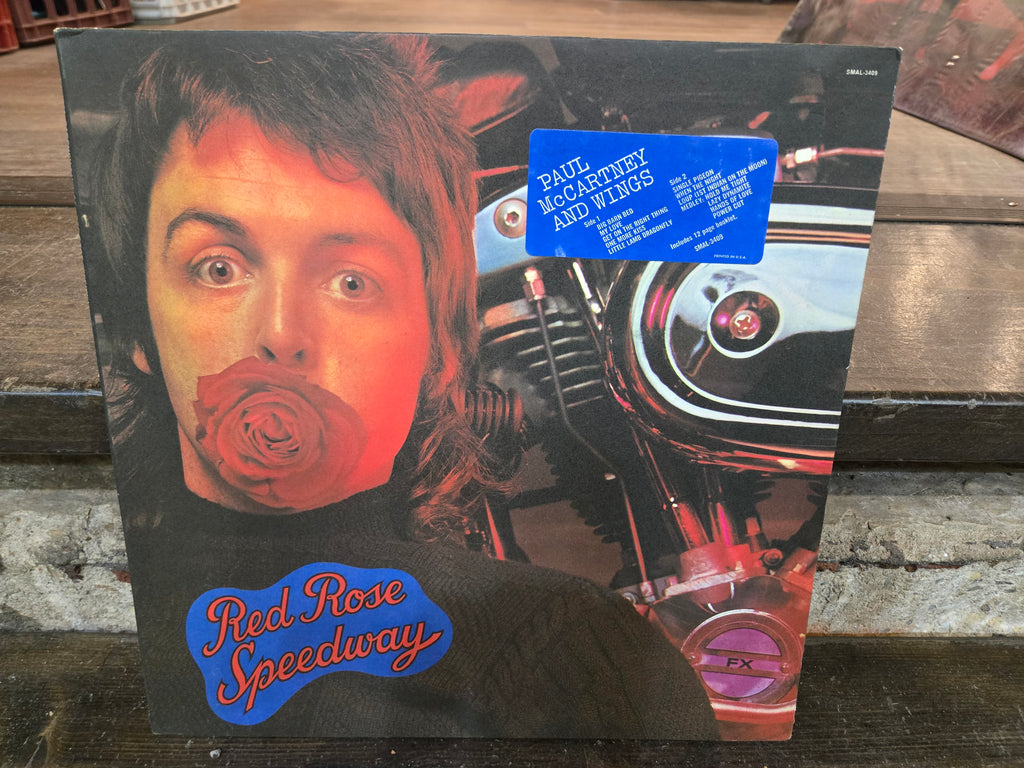 SMAL-3409
PAUL
McCARTNEY
AND WINGS
Side 1
BIG BARN BED
MY LOVE
GET ON THE RIGHT THING
ONE MORE KISS
LITTLE LAMB DRAGONFLY
Side 2
SINGLE PIGEON
WHEN THE NIGHT
LOUP (1ST INDIAN ON THE MOON)
MEDLEY: HOLD ME TIGHT
LAZY DYNAMITE
HANDS OF LOVE
POWER CUT
Includes 12 page booklet.
SMAL-3409
PRINTED IN U.S.A.
Red Rose
Speedway
FX